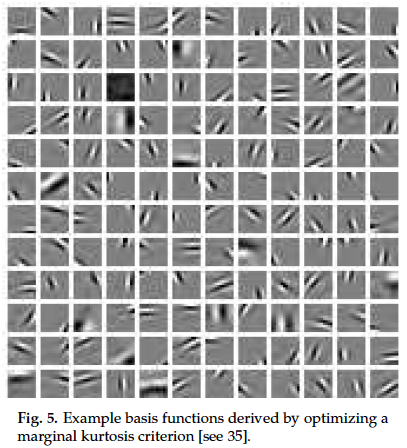 Fig. 5. Example basis functions derived by optimizing a
marginal kurtosis criterion [see 35].